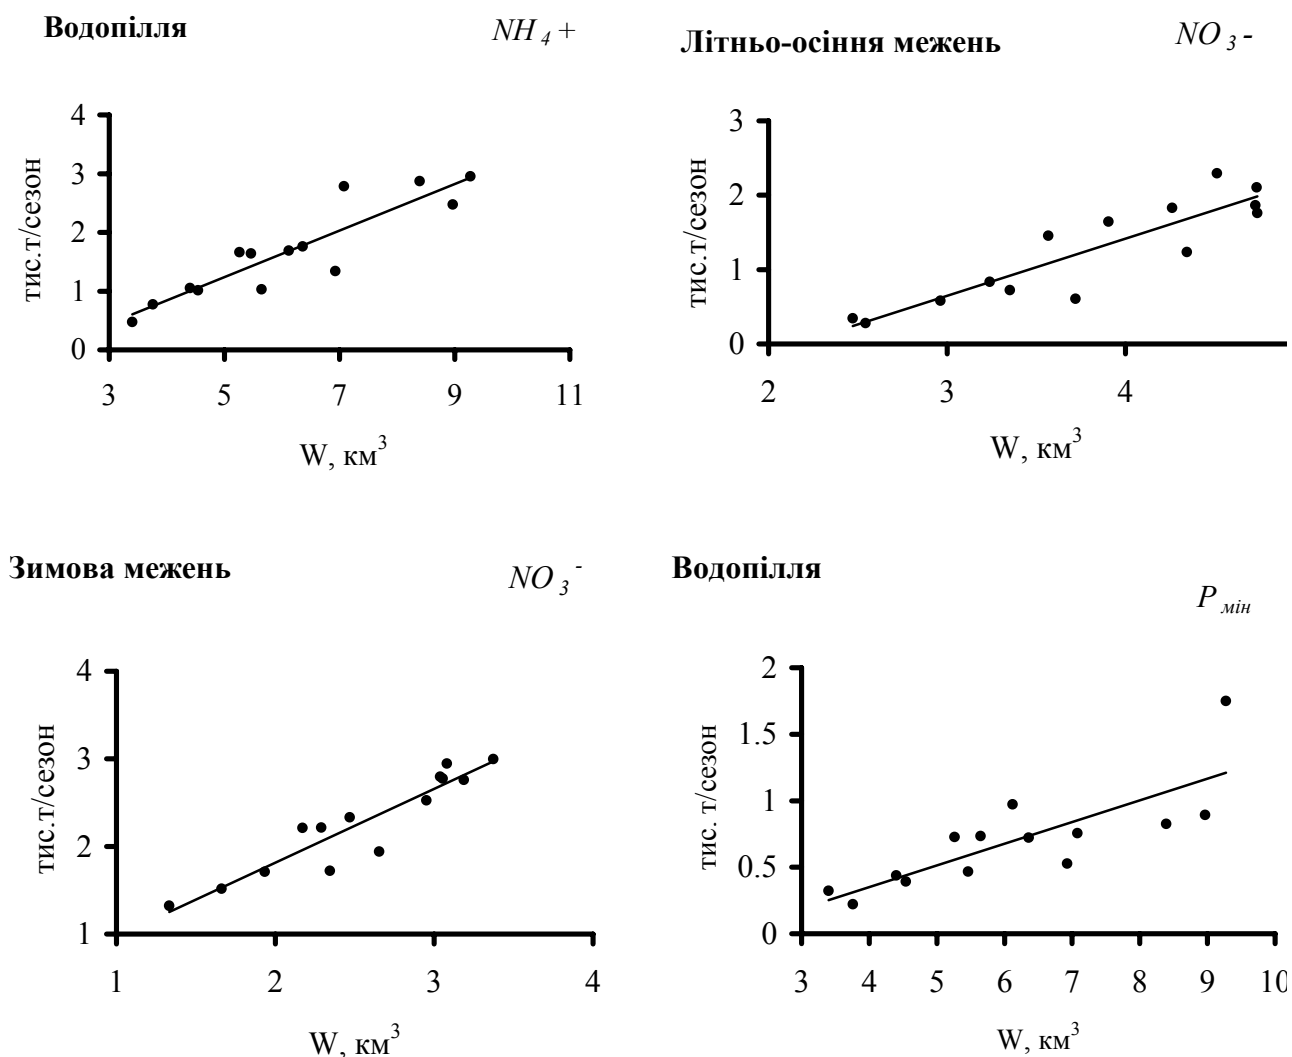 Водопілля
NH₄+
тис.т/сезон
4
3
2
1
0
3 5 7 9 11
W, км³
Літньо-осіння межень
NO₃-
тис.т/сезон
3
2
1
0
2 3 4
W, км³
Зимова межень
NO₃⁻
тис.т/сезон
4
3
2
1
1 2 3 4
W, км³
Водопілля
P мін
тис. т/сезон
2
1.5
1
0.5
0
3 4 5 6 7 8 9 10
W, км³